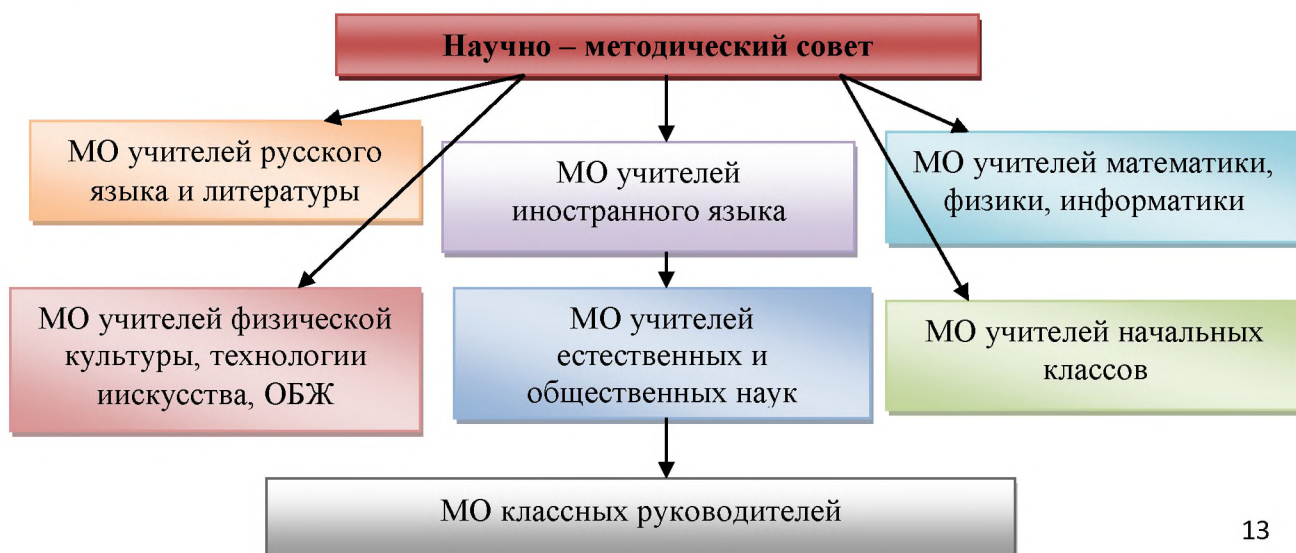 Научно – методический совет
МО учителей русского
языка и литературы
МО учителей
иностранного языка
МО учителей математики,
физики, информатики
МО учителей физической
культуры, технологии
иискусства, ОБЖ
МО учителей
естественных и
общественных наук
МО учителей начальных
классов
МО классных руководителей
13